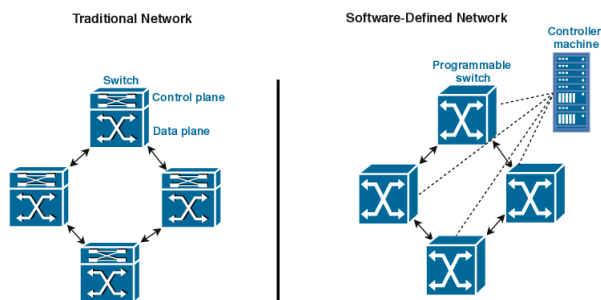 Traditional Network
Software-Defined Network
Controller
machine
Switch
Control plane
Data plane
Programmable
switch